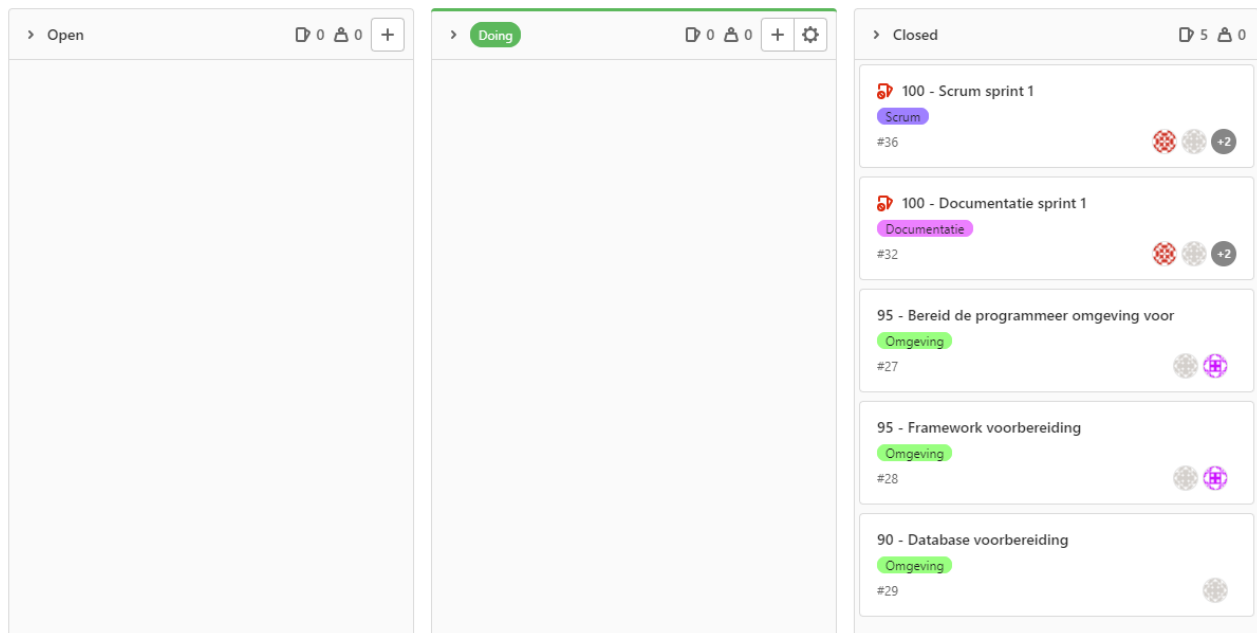 Open 0 0
Doing 0 0
Closed 5 0
100 - Scrum sprint 1
Scrum
#36
+2
100 - Documentatie sprint 1
Documentatie
#32
+2
95 - Bereid de programmeer omgeving voor
Omgeving
#27
95 - Framework voorbereiding
Omgeving
#28
90 - Database voorbereiding
Omgeving
#29